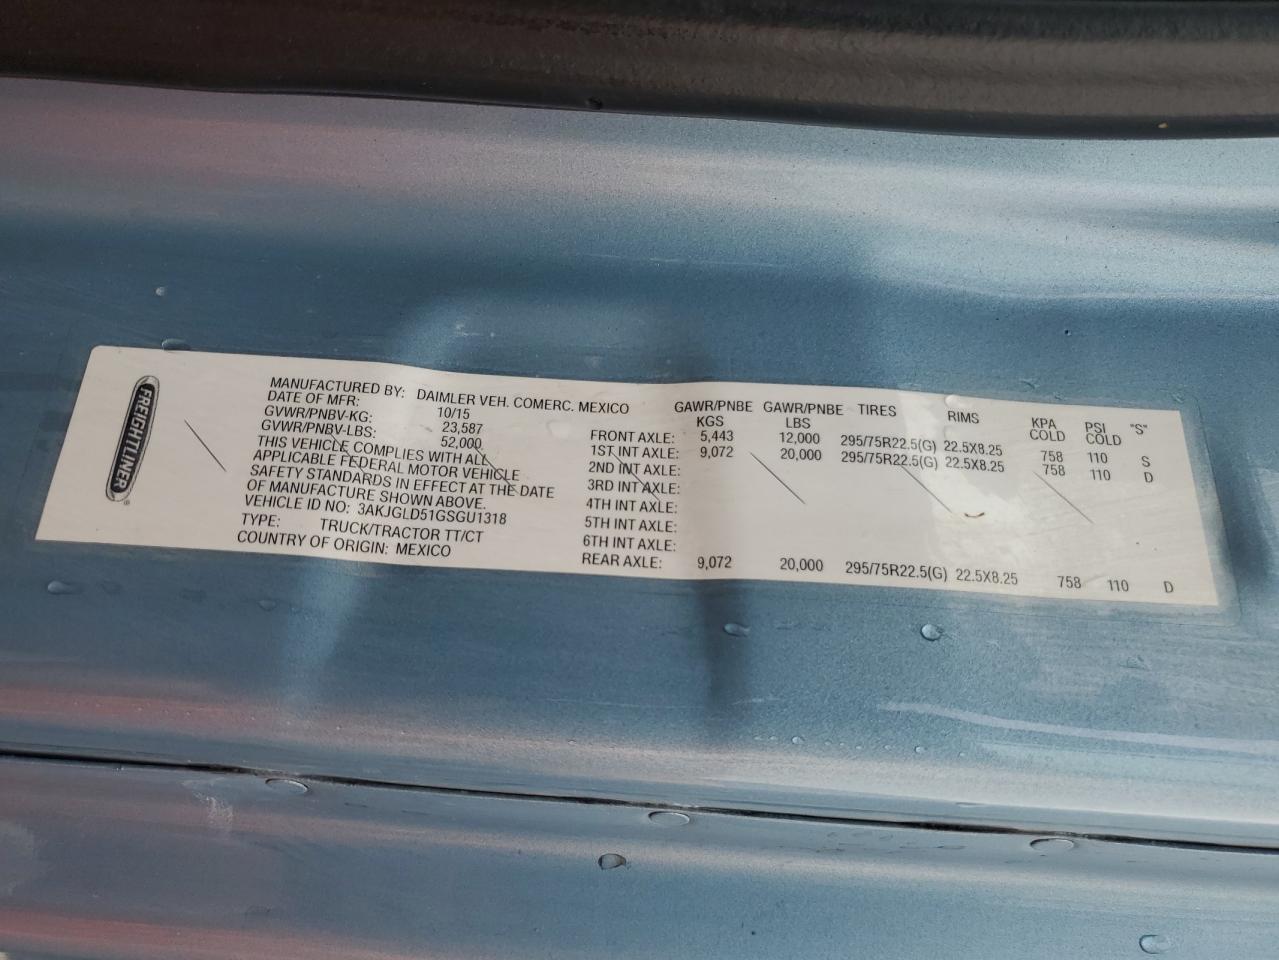 FREIGHTLINER
MANUFACTURED BY: DAIMLER VEH. COMERC. MEXICO
DATE OF MFR: 10/15
GVWR/PNBV-KG: 23,587
GVWR/PNBV-LBS: 52,000
THIS VEHICLE COMPLIES WITH ALL
APPLICABLE FEDERAL MOTOR VEHICLE
SAFETY STANDARDS IN EFFECT AT THE DATE
OF MANUFACTURE SHOWN ABOVE.
VEHICLE ID NO: 3AKJGLD51GSGU1318
TYPE: TRUCK/TRACTOR TT/CT
COUNTRY OF ORIGIN: MEXICO
GAWR/PNBE GAWR/PNBE TIRES RIMS KPA PSI "S"
KGS LBS COLD COLD
FRONT AXLE: 5,443 12,000 295/75R22.5(G) 22.5X8.25 758 110 S
1ST INT AXLE: 9,072 20,000 295/75R22.5(G) 22.5X8.25 758 110 D
2ND INT AXLE:
3RD INT AXLE:
4TH INT AXLE:
5TH INT AXLE:
6TH INT AXLE:
REAR AXLE: 9,072 20,000 295/75R22.5(G) 22.5X8.25 758 110 D